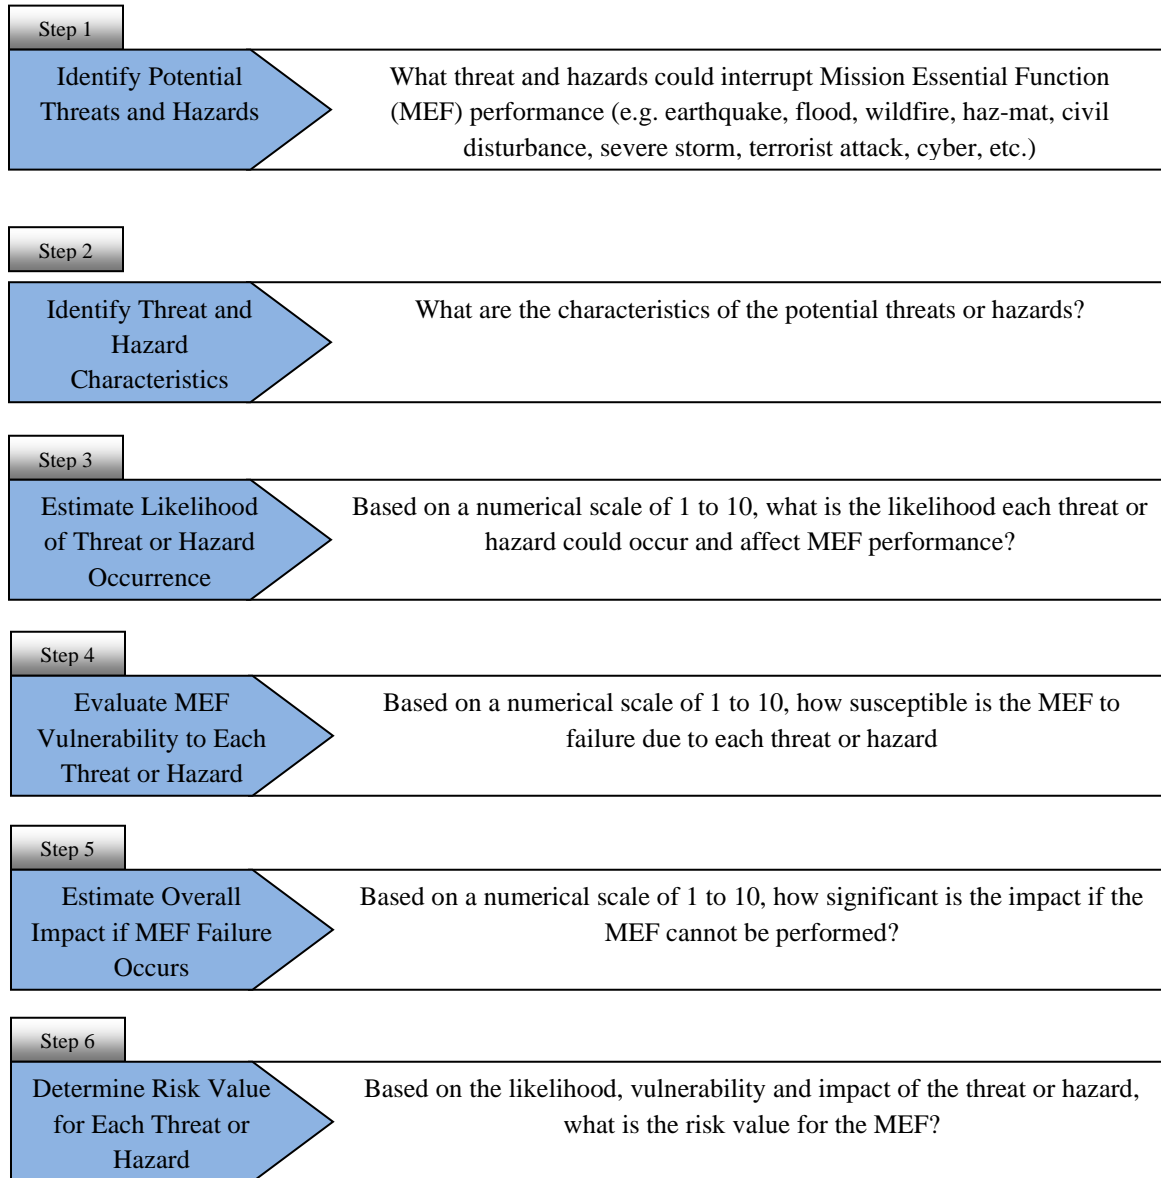 Step 1
Identify Potential
Threats and Hazards
What threat and hazards could interrupt Mission Essential Function
(MEF) performance (e.g. earthquake, flood, wildfire, haz-mat, civil
disturbance, severe storm, terrorist attack, cyber, etc.)
Step 2
Identify Threat and
Hazard
Characteristics
What are the characteristics of the potential threats or hazards?
Step 3
Estimate Likelihood
of Threat or Hazard
Occurrence
Based on a numerical scale of 1 to 10, what is the likelihood each threat or
hazard could occur and affect MEF performance?
Step 4
Evaluate MEF
Vulnerability to Each
Threat or Hazard
Based on a numerical scale of 1 to 10, how susceptible is the MEF to
failure due to each threat or hazard
Step 5
Estimate Overall
Impact if MEF Failure
Occurs
Based on a numerical scale of 1 to 10, how significant is the impact if the
MEF cannot be performed?
Step 6
Determine Risk Value
for Each Threat or
Hazard
Based on the likelihood, vulnerability and impact of the threat or hazard,
what is the risk value for the MEF?